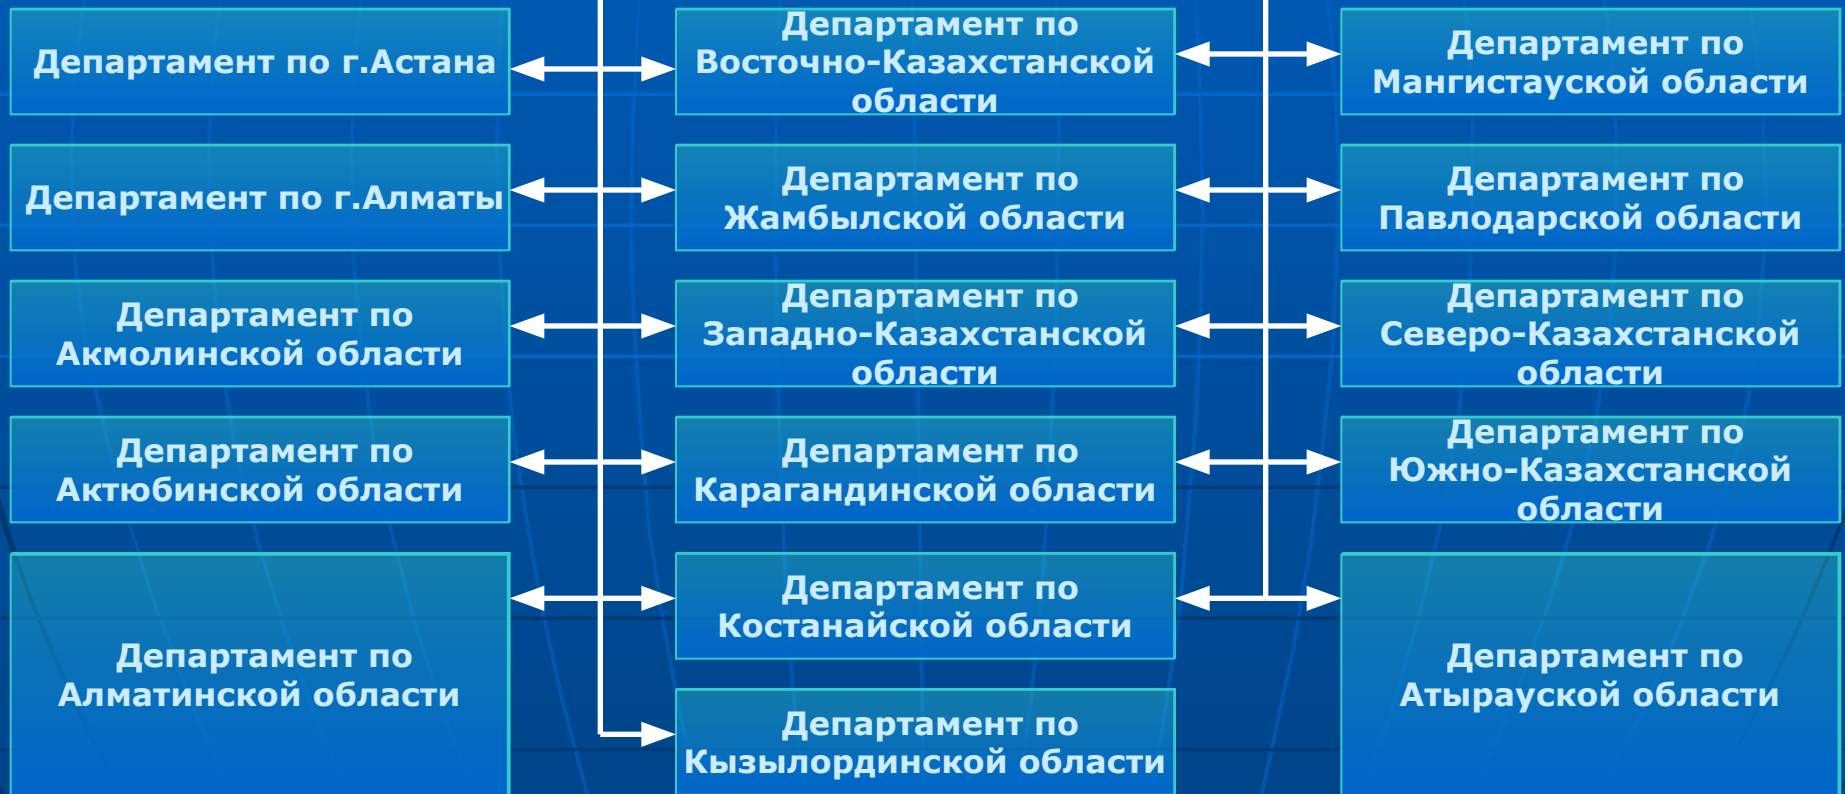 Департамент по г.Астана
Департамент по
Восточно-Казахстанской
области
Департамент по
Мангистауской области
Департамент по г.Алматы
Департамент по
Жамбылской области
Департамент по
Павлодарской области
Департамент по
Акмолинской области
Департамент по
Западно-Казахстанской
области
Департамент по
Северо-Казахстанской
области
Департамент по
Актюбинской области
Департамент по
Карагандинской области
Департамент по
Южно-Казахстанской
области
Департамент по
Алматинской области
Департамент по
Костанайской области
Департамент по
Кызылординской области
Департамент по
Атырауской области